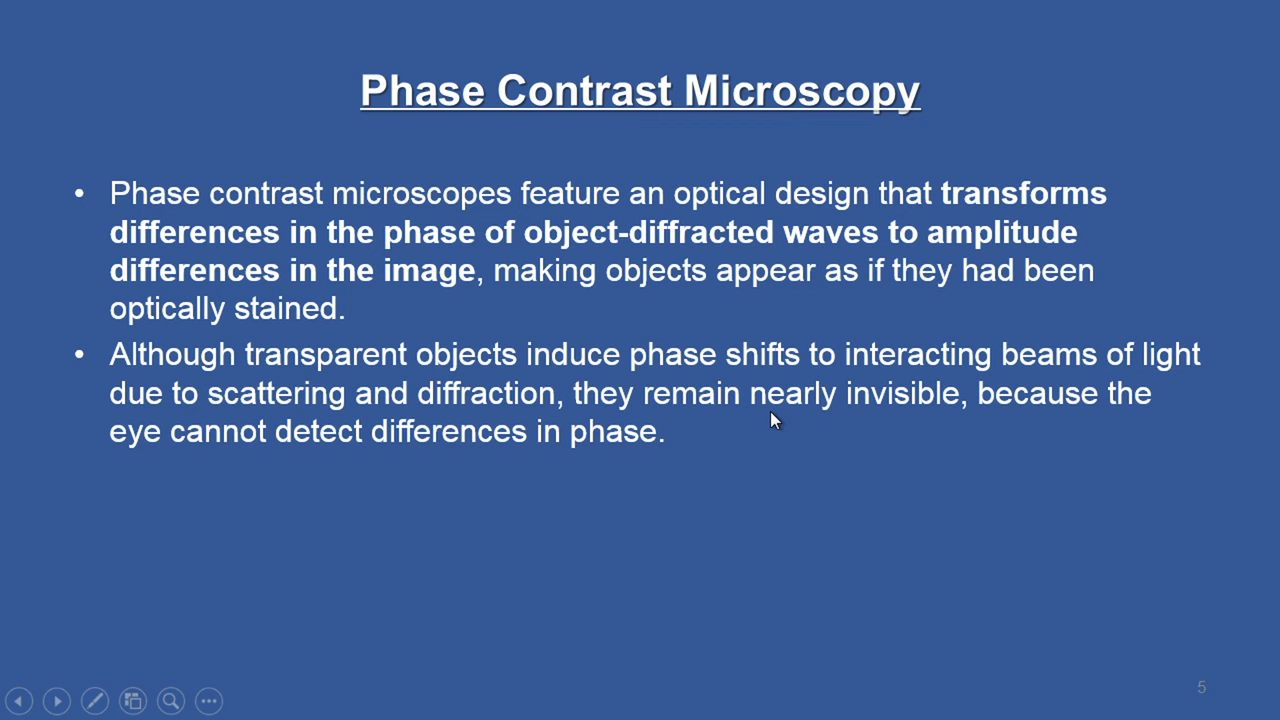 Phase Contrast Microscopy
• Phase contrast microscopes feature an optical design that transforms
differences in the phase of object-diffracted waves to amplitude
differences in the image, making objects appear as if they had been
optically stained.
• Although transparent objects induce phase shifts to interacting beams of light
due to scattering and diffraction, they remain nearly invisible, because the
eye cannot detect differences in phase.
5